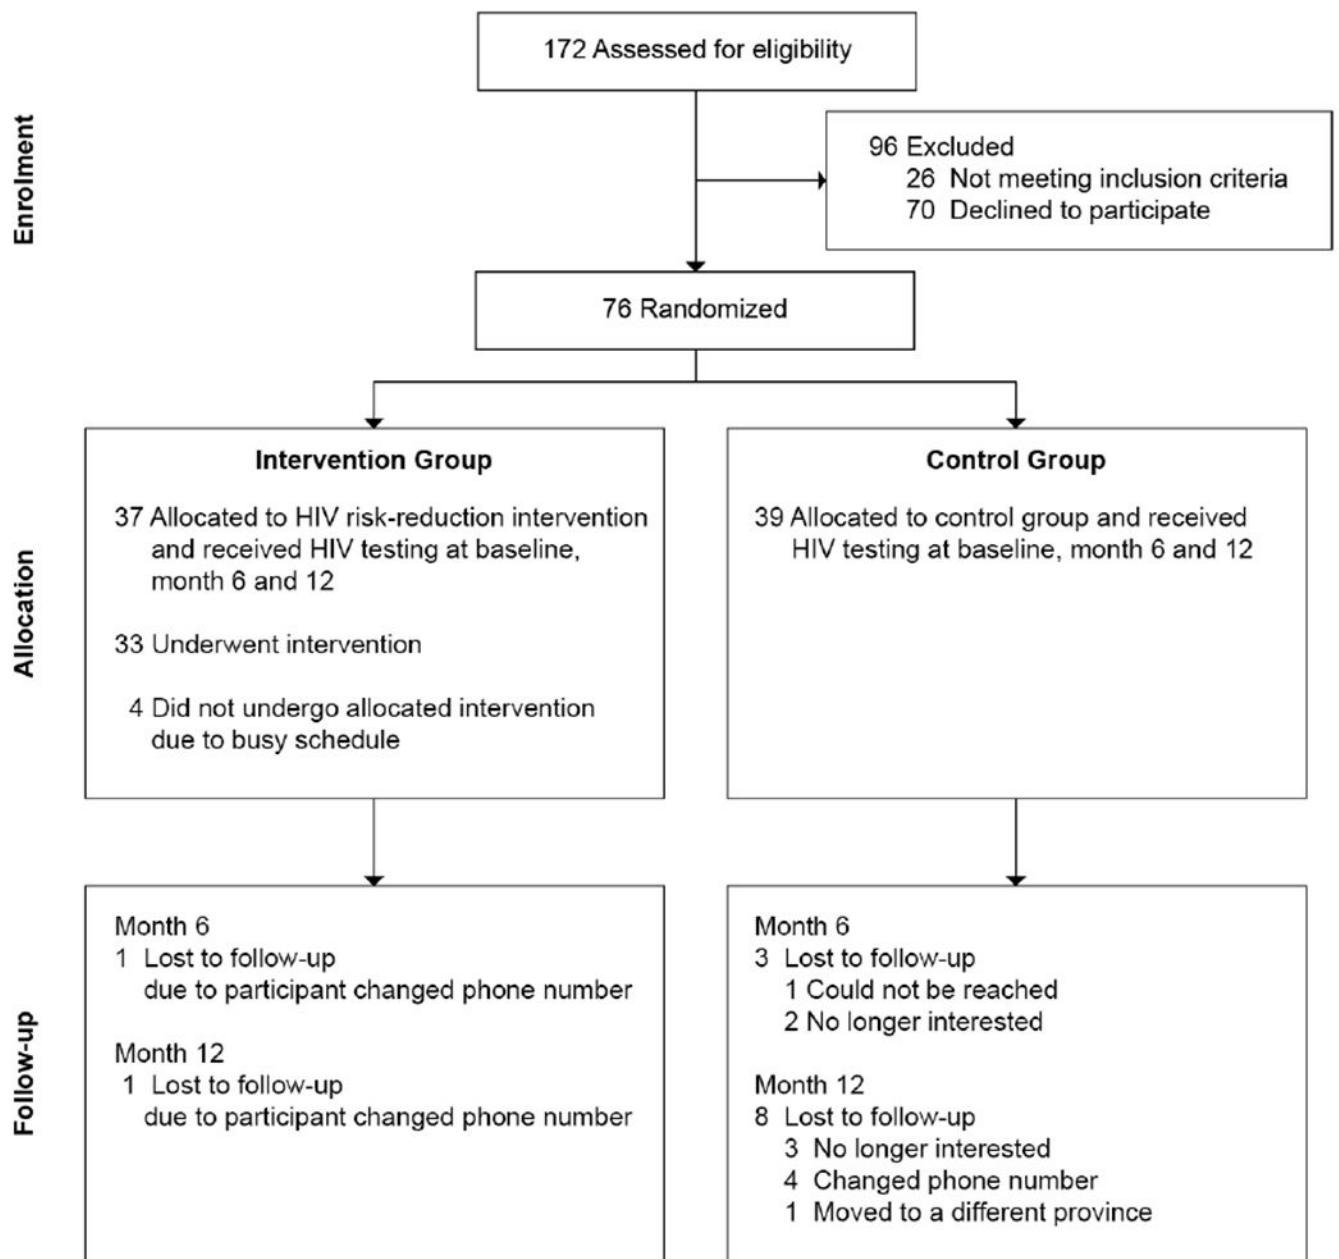 172 Assessed for eligibility
Enrolment
96 Excluded
26 Not meeting inclusion criteria
70 Declined to participate
76 Randomized
Allocation
Intervention Group
37 Allocated to HIV risk-reduction intervention
and received HIV testing at baseline,
month 6 and 12
33 Underwent intervention
4 Did not undergo allocated intervention
due to busy schedule
Control Group
39 Allocated to control group and received
HIV testing at baseline, month 6 and 12
Follow-up
Month 6
1 Lost to follow-up
due to participant changed phone number
Month 12
1 Lost to follow-up
due to participant changed phone number
Month 6
3 Lost to follow-up
1 Could not be reached
2 No longer interested
Month 12
8 Lost to follow-up
3 No longer interested
4 Changed phone number
1 Moved to a different province